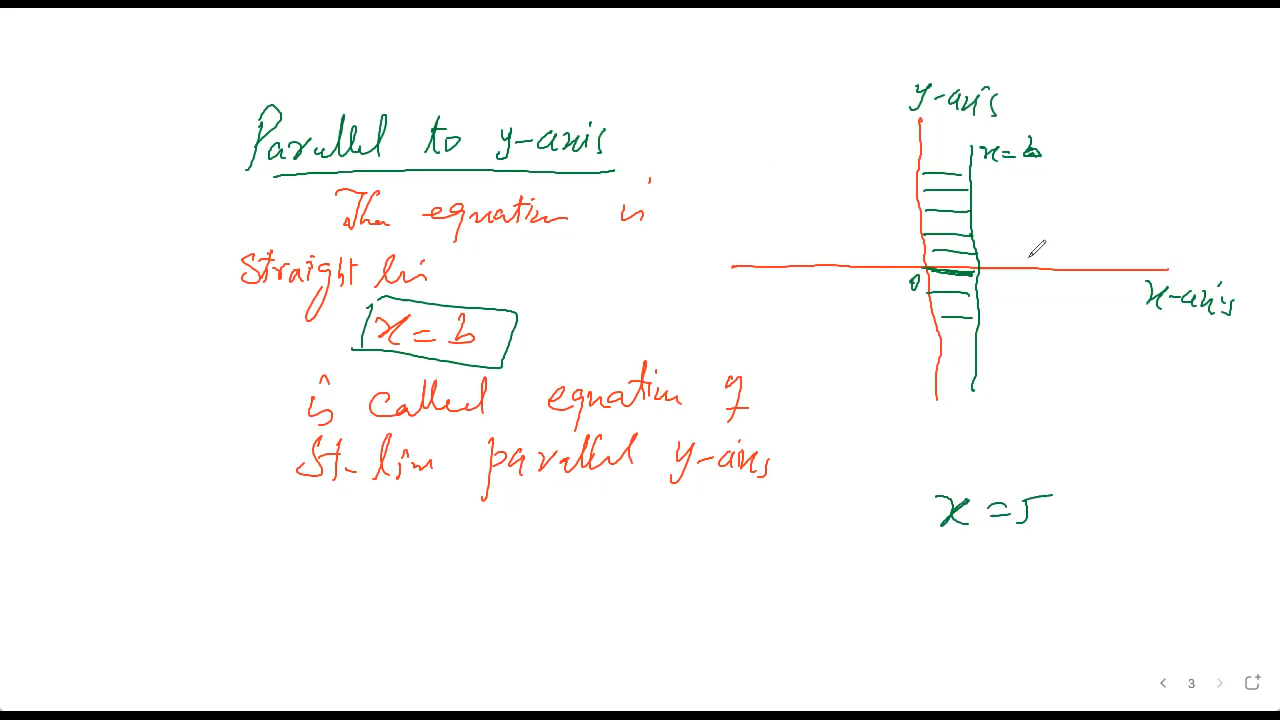 Parallel to y-axis
The equation is
straight lin
x = b
is called equation of
St-line parallel y-axis
y-axis
x = b
0
x-axis
x = 5
3